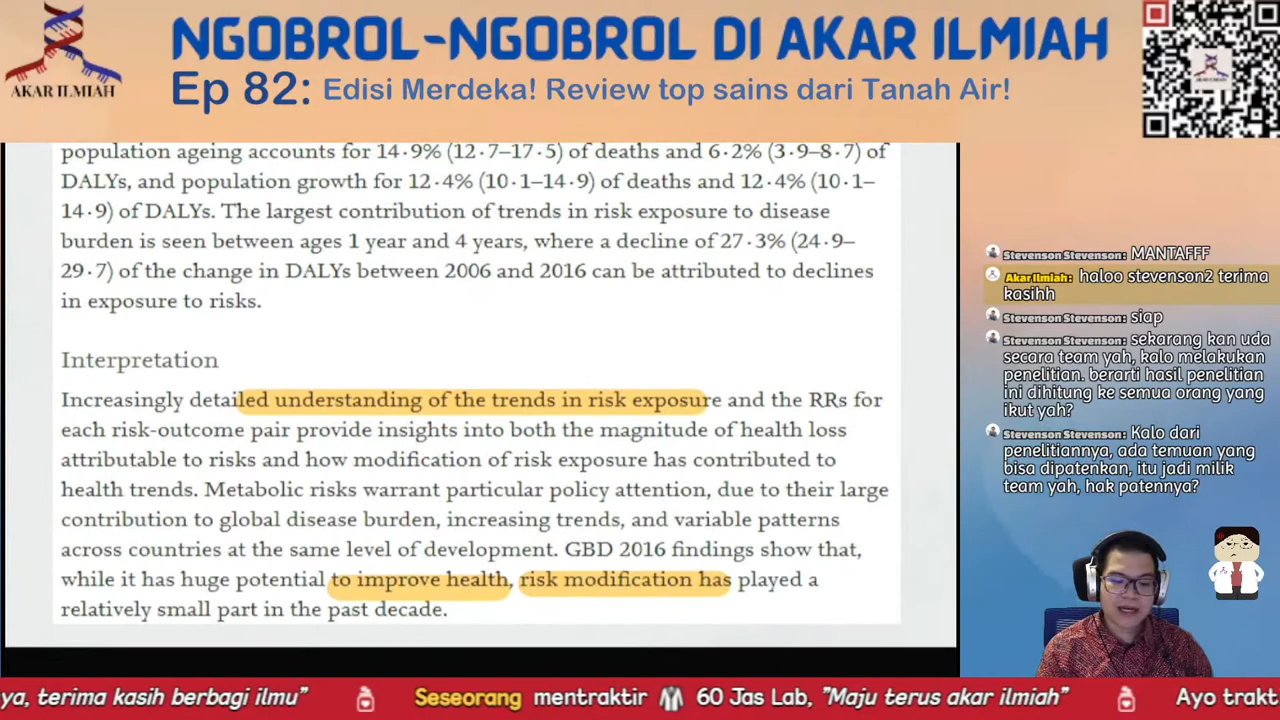 AKAR ILMIAH
NGOBROL-NGOBROL DI AKAR ILMIAH
Ep 82: Edisi Merdeka! Review top sains dari Tanah Air!
population ageing accounts for 14·9% (12·7–17·5) of deaths and 6·2% (3·9–8·7) of
DALYs, and population growth for 12·4% (10·1–14·9) of deaths and 12·4% (10·1–
14·9) of DALYs. The largest contribution of trends in risk exposure to disease
burden is seen between ages 1 year and 4 years, where a decline of 27·3% (24·9–
29·7) of the change in DALYs between 2006 and 2016 can be attributed to declines
in exposure to risks.
Interpretation
Increasingly detailed understanding of the trends in risk exposure and the RRs for
each risk-outcome pair provide insights into both the magnitude of health loss
attributable to risks and how modification of risk exposure has contributed to
health trends. Metabolic risks warrant particular policy attention, due to their large
contribution to global disease burden, increasing trends, and variable patterns
across countries at the same level of development. GBD 2016 findings show that,
while it has huge potential to improve health, risk modification has played a
relatively small part in the past decade.
Stevenson Stevenson: MANTAFFF
Akar Ilmiah: haloo stevenson2 terima
kasihh
Stevenson Stevenson: siap
Stevenson Stevenson: sekarang kan uda
secara team yah, kalo melakukan
penelitian. berarti hasil penelitian
ini dihitung ke semua orang yang
ikut yah?
Stevenson Stevenson: Kalo dari
penelitiannya, ada temuan yang
bisa dipatenkan, itu jadi milik
team yah, hak patennya?
ya, terima kasih berbagi ilmu" Seseorang mentraktir 60 Jas Lab, "Maju terus akar ilmiah" Ayo trakt